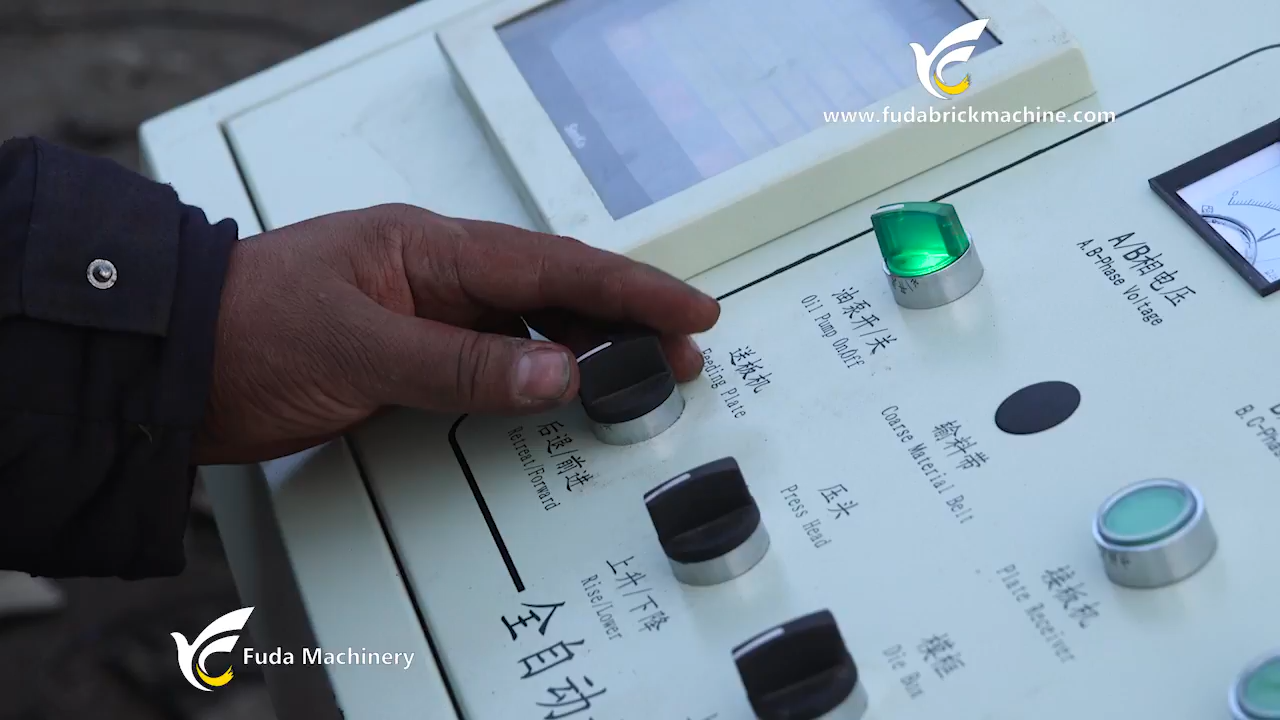 www.fudabrickmachine.com
A/B相电压
A.B-Phase Voltage
油泵开/关
Oil Pump On.Off
送板机
Feeding Plate
后退/前进
Retreat/Forward
输料带
Coarse Material Belt
压头
Press Head
上升/下降
Rise/Lower
接板机
Plate Receiver
模框
Die Box
全自动
Fuda Machinery